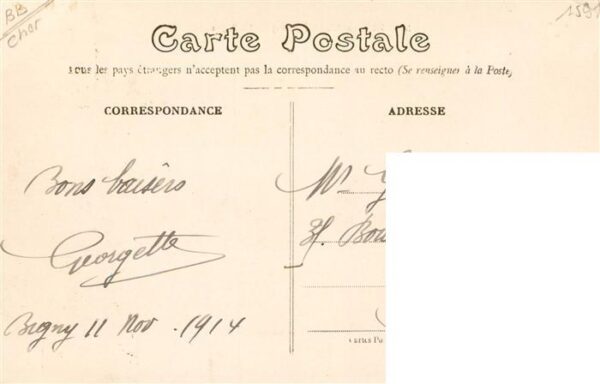 BB
Cher
1591
Carte Postale
Tous les pays étrangers n'acceptent pas la correspondance au recto (Se renseigner à la Poste)
CORRESPONDANCE
ADRESSE
Bons baisers
Georgette
Bigny 11 Nov. 1914
Mr